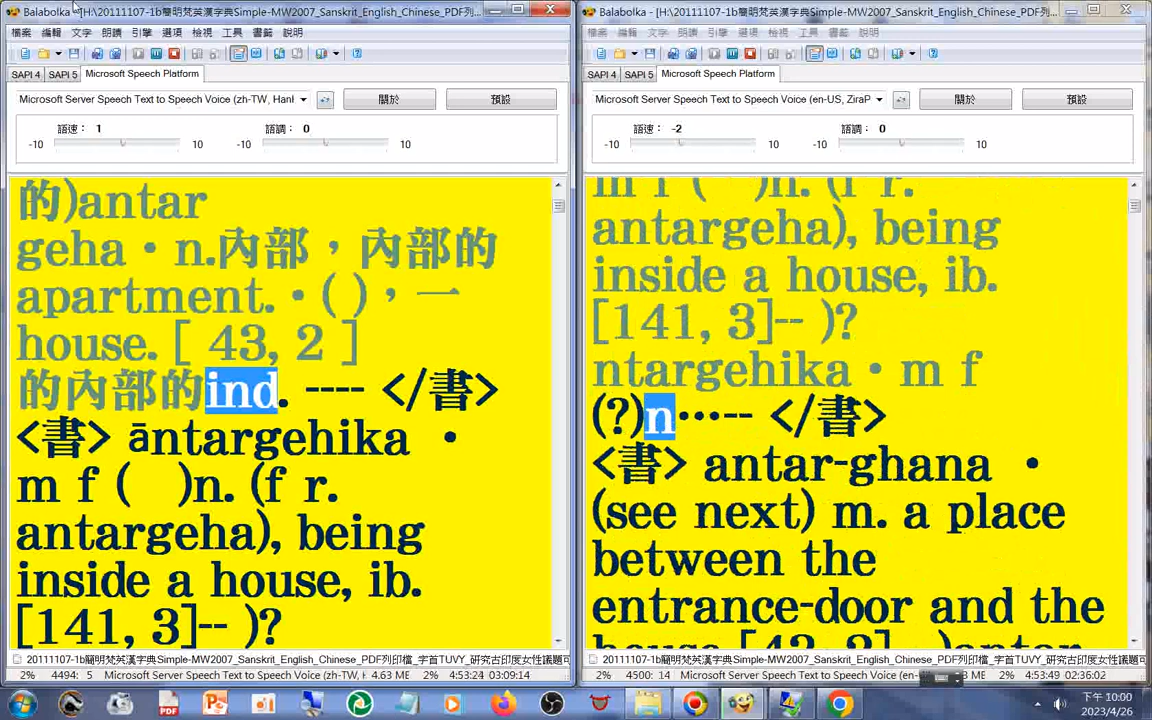 Balabolka - [H:\20111107-1b簡明梵英漢字典Simple-MW2007_Sanskrit_English_Chinese_PDF列...
檔案 編輯 文字 朗讀 引擎 選項 檢視 工具 書籤 說明
SAPI 4 SAPI 5 Microsoft Speech Platform
Microsoft Server Speech Text to Speech Voice (zh-TW, Hanl 關於 預設
語速： 1 語調： 0
-10 10 -10 10
的)antar
geha • n.內部，內部的
apartment. • ( )，一
house. [ 43, 2 ]
的內部的ind. ---- </書>
<書> āntargehika •
m f ( )n. (f r.
antargeha), being
inside a house, ib.
[141, 3]-- )?
20111107-1b簡明梵英漢字典Simple-MW2007_Sanskrit_English_Chinese_PDF列印檔_字首TUVY_研究古印度女性議題可
2% 4494: 5 Microsoft Server Speech Text to Speech Voice (zh-TW, H 4.63 ME 2% 4:53:24 03:09:14
Balabolka - [H:\20111107-1b簡明梵英漢字典Simple-MW2007_Sanskrit_English_Chinese_PDF列...
檔案 編輯 文字 朗讀 引擎 選項 檢視 工具 書籤 說明
SAPI 4 SAPI 5 Microsoft Speech Platform
Microsoft Server Speech Text to Speech Voice (en-US, ZiraP 關於 預設
語速： -2 語調： 0
-10 10 -10 10
m f ( )n. (f r.
antargeha), being
inside a house, ib.
[141, 3]-- )?
ntargehika • m f
(?)n•••-- </書>
<書> antar-ghana •
(see next) m. a place
between the
entrance-door and the
house [43, 2] )antar
20111107-1b簡明梵英漢字典Simple-MW2007_Sanskrit_English_Chinese_PDF列印檔_字首TUVY_研究古印度女性議題可
2% 4500: 14 Microsoft Server Speech Text to Speech Voice 4.63 ME 2% 4:53:49 02:36:02
下午 10:00
2023/4/26